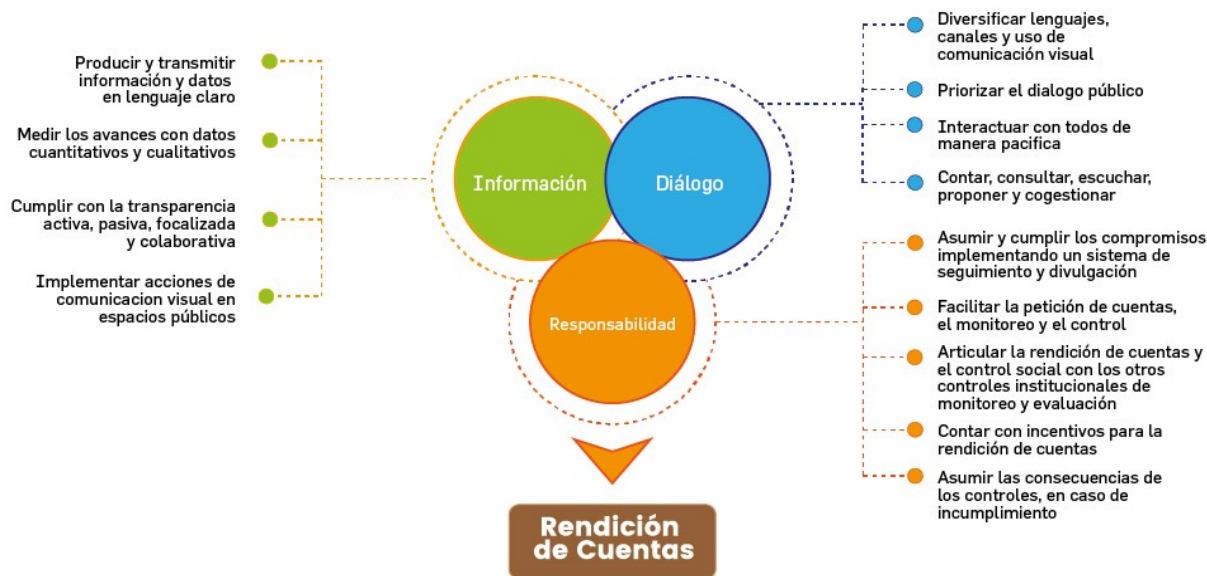 Producir y transmitir
información y datos
en lenguaje claro
Medir los avances con datos
cuantitativos y cualitativos
Cumplir con la transparencia
activa, pasiva, focalizada
y colaborativa
Implementar acciones de
comunicacion visual en
espacios públicos
Información
Diálogo
Responsabilidad
Diversificar lenguajes,
canales y uso de
comunicación visual
Priorizar el dialogo público
Interactuar con todos de
manera pacifica
Contar, consultar, escuchar,
proponer y cogestionar
Asumir y cumplir los compromisos
implementando un sistema de
seguimiento y divulgación
Facilitar la petición de cuentas,
el monitoreo y el control
Articular la rendición de cuentas y
el control social con los otros
controles institucionales de
monitoreo y evaluación
Contar con incentivos para la
rendición de cuentas
Asumir las consecuencias de
los controles, en caso de
incumplimiento
Rendición
de Cuentas